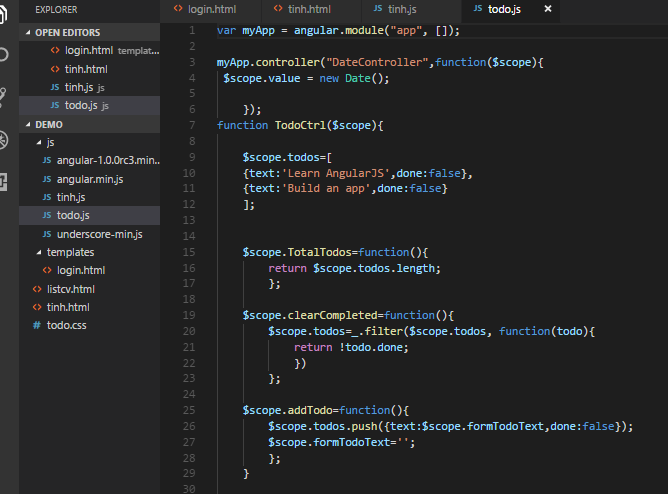 EXPLORER
OPEN EDITORS
login.html templat...
tinh.html
tinh.js js
todo.js js
DEMO
js
JS angular-1.0.0rc3.min...
JS angular.min.js
JS tinh.js
JS todo.js
JS underscore-min.js
templates
<> login.html
<> listcv.html
<> tinh.html
# todo.css
<> login.html <> tinh.html JS tinh.js JS todo.js ×
1 var myApp = angular.module("app", []);
2
3 myApp.controller("DateController",function($scope){
4 $scope.value = new Date();
5
6 });
7 function TodoCtrl($scope){
8
9 $scope.todos=[
10 {text:'Learn AngularJS',done:false},
11 {text:'Build an app',done:false}
12 ];
13
14
15 $scope.TotalTodos=function(){
16 return $scope.todos.length;
17 };
18
19 $scope.clearCompleted=function(){
20 $scope.todos=_.filter($scope.todos, function(todo){
21 return !todo.done;
22 })
23 };
24
25 $scope.addTodo=function(){
26 $scope.todos.push({text:$scope.formTodoText,done:false});
27 $scope.formTodoText='';
28 };
29 }
30